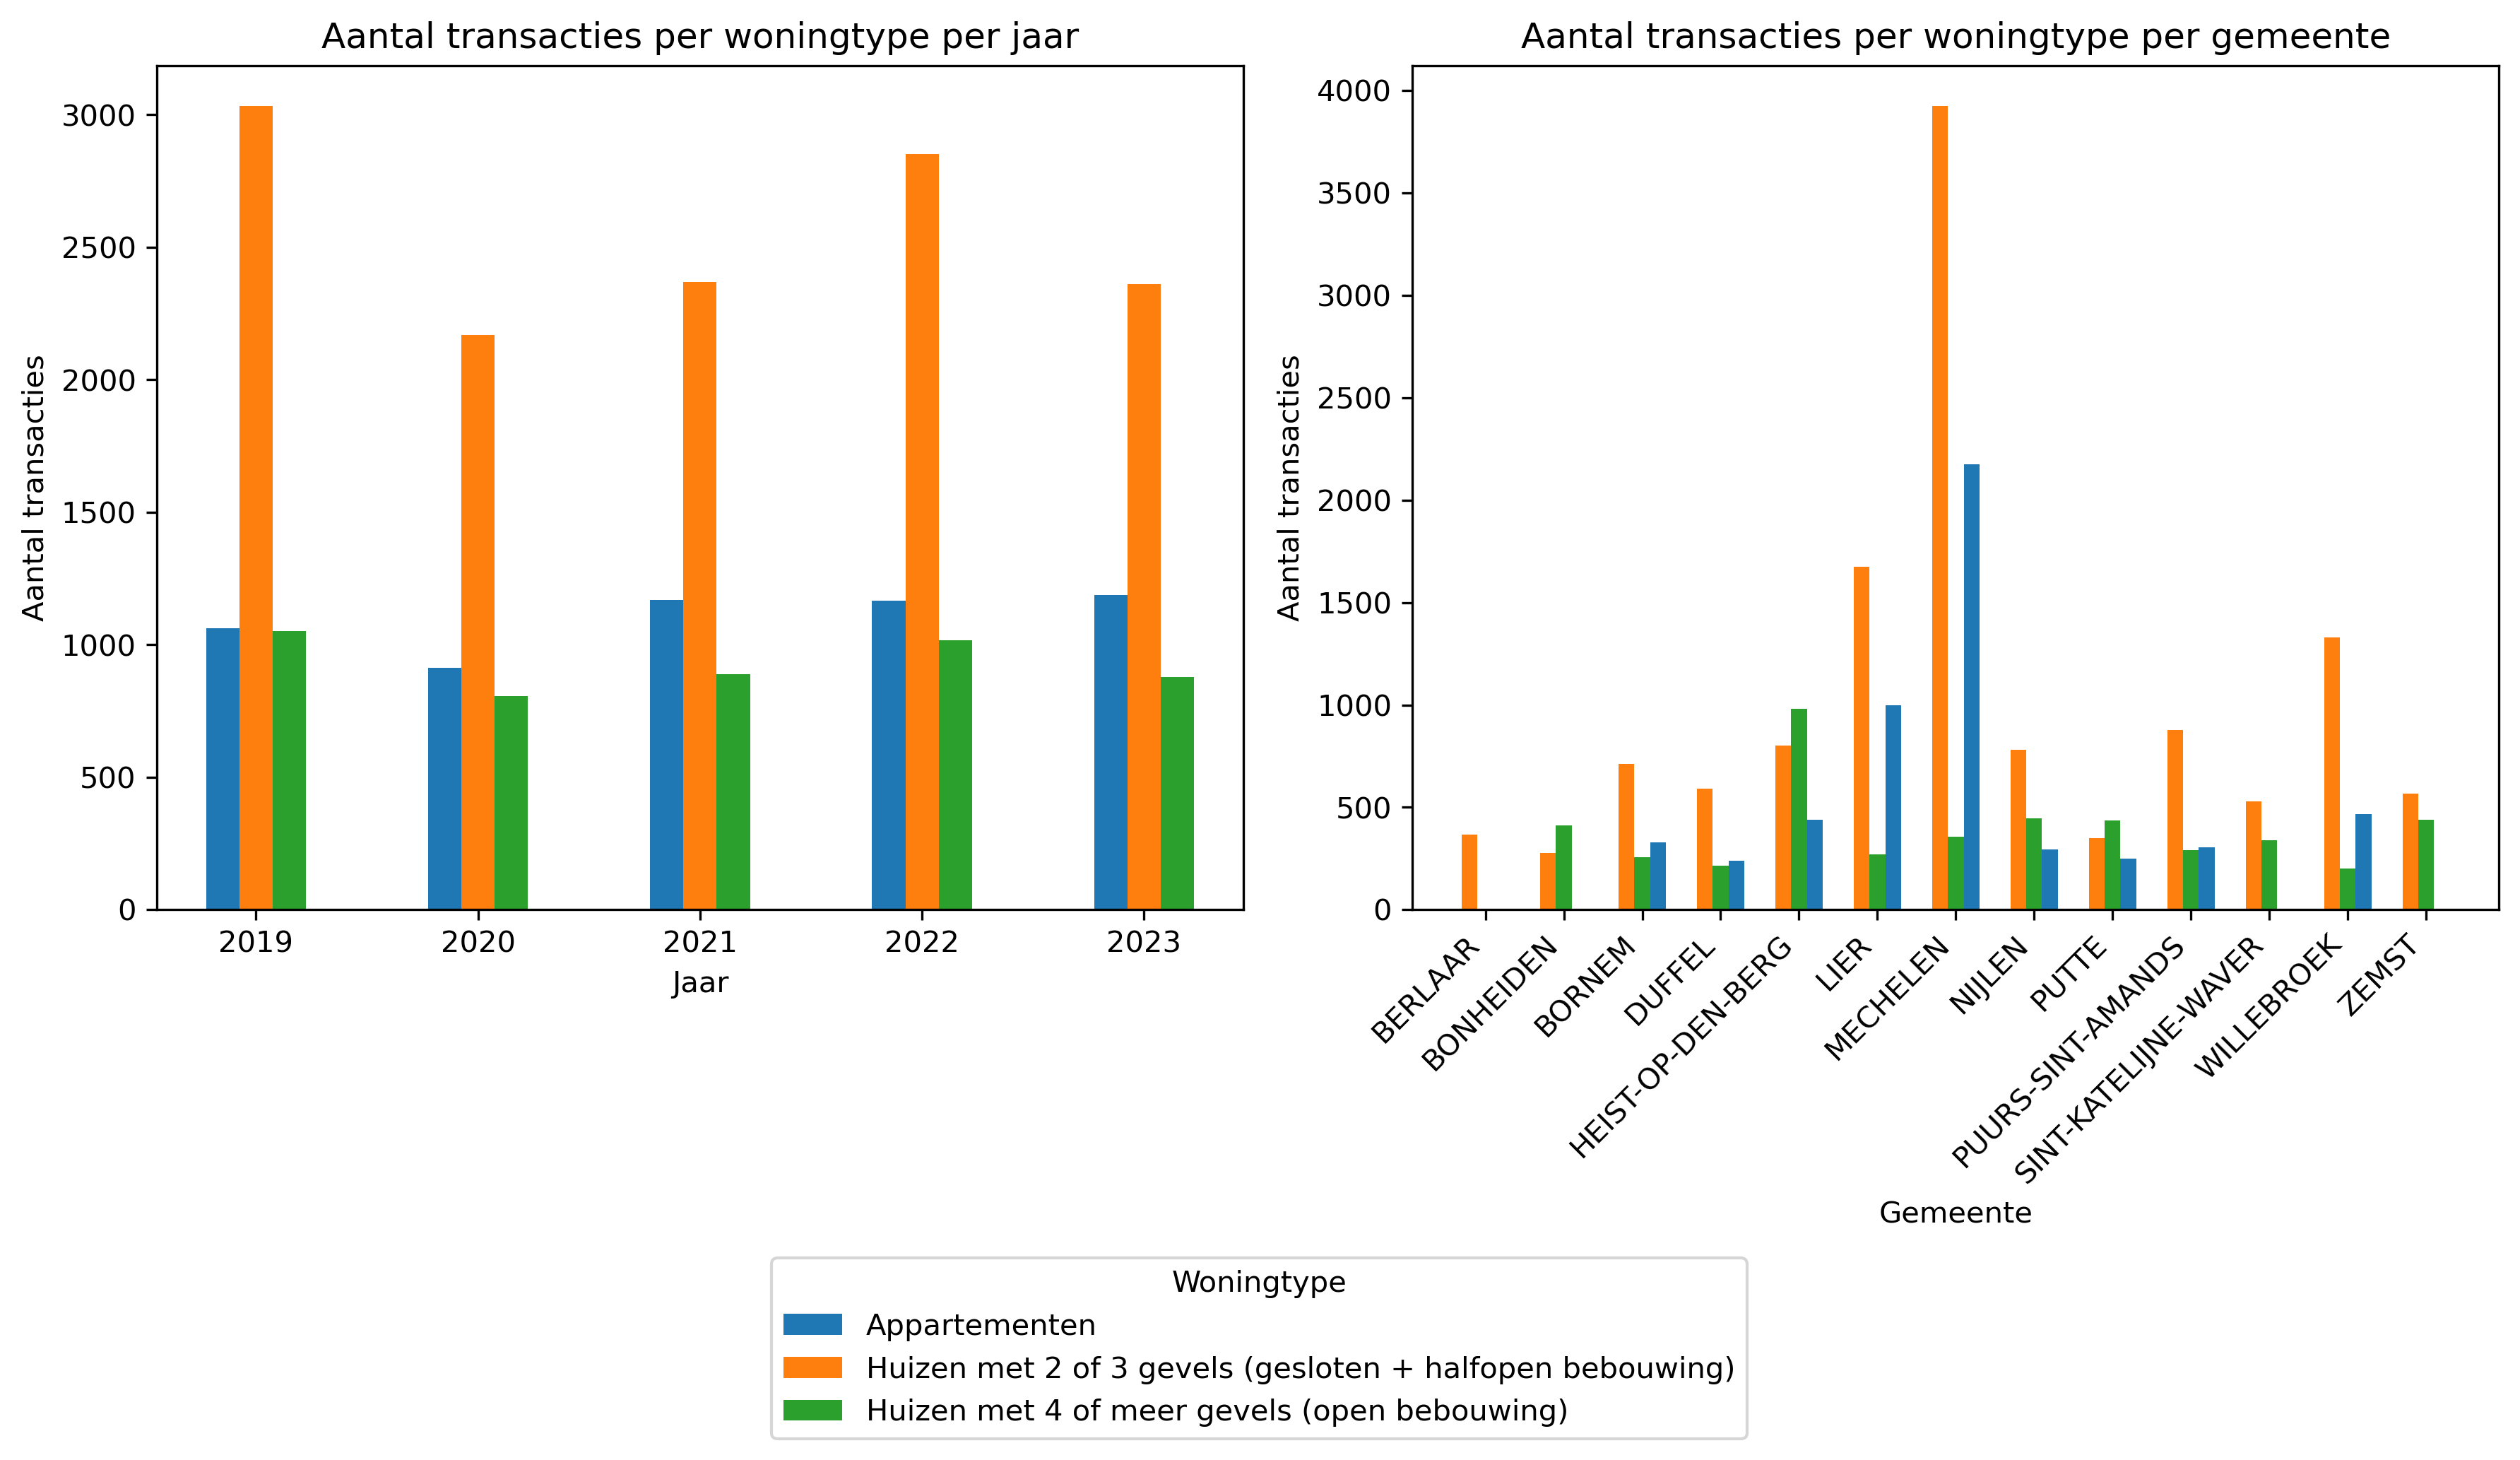 Aantal transacties per woningtype per jaar
Aantal transacties
3000
2500
2000
1500
1000
500
0
2019 2020 2021 2022 2023
Jaar
Aantal transacties per woningtype per gemeente
Aantal transacties
4000
3500
3000
2500
2000
1500
1000
500
0
BERLAAR
BONHEIDEN
BORNEM
DUFFEL
HEIST-OP-DEN-BERG
LIER
MECHELEN
NIJLEN
PUTTE
PUURS-SINT-AMANDS
SINT-KATELIJNE-WAVER
WILLEBROEK
ZEMST
Gemeente
Woningtype
Appartementen
Huizen met 2 of 3 gevels (gesloten + halfopen bebouwing)
Huizen met 4 of meer gevels (open bebouwing)